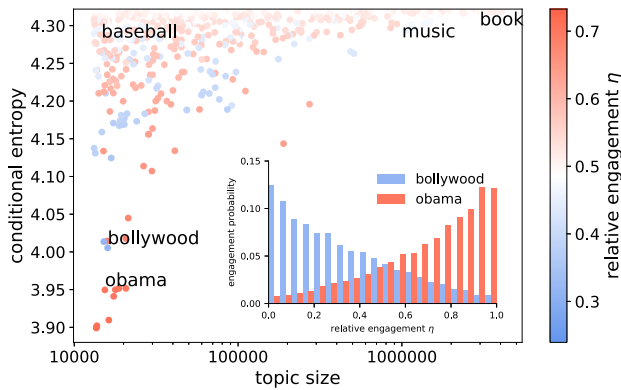 conditional entropy
4.30
4.25
4.20
4.15
4.10
4.05
4.00
3.95
3.90
10000
100000
1000000
topic size
baseball
music
book
bollywood
obama
engagement probability
0.15
0.10
0.05
0.00
0.0
0.2
0.4
0.6
0.8
1.0
relative engagement η
bollywood
obama
0.7
0.6
0.5
0.4
0.3
relative engagement η